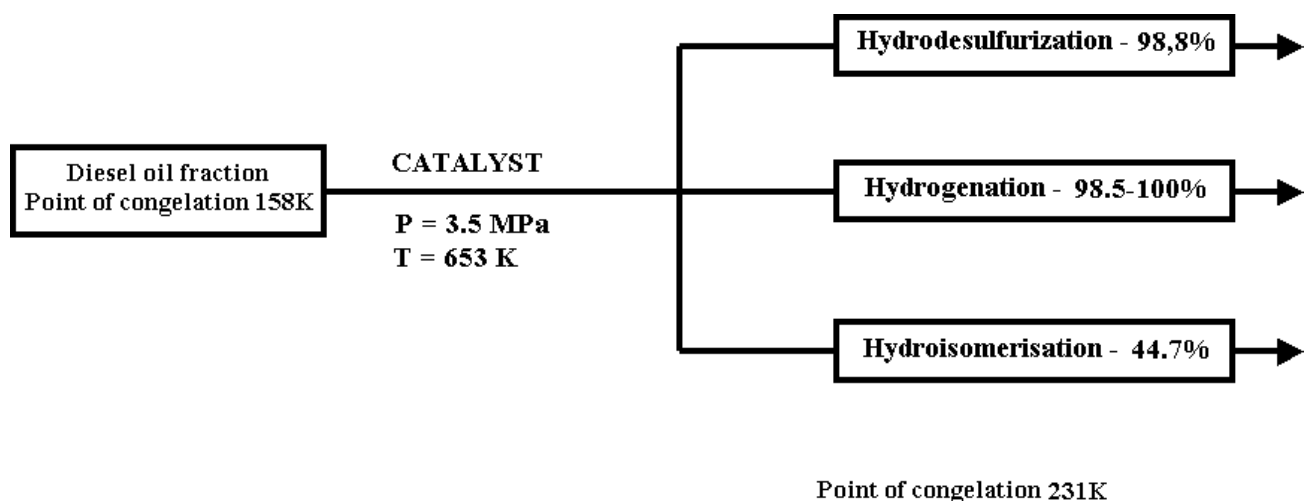 Hydrodesulfurization - 98,8%
Diesel oil fraction
Point of congelation 158K
CATALYST
P = 3.5 MPa
T = 653 K
Hydrogenation - 98.5-100%
Hydroisomerisation - 44.7%
Point of congelation 231K